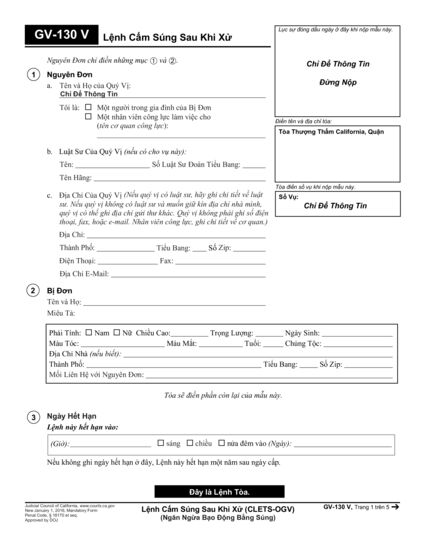 GV-130 V
Lệnh Cấm Súng Sau Khi Xử
Lục sự đóng dấu ngày ở đây khi nộp mẫu này.
Chỉ Để Thông Tin
Đừng Nộp
Nguyên Đơn chỉ điền những mục ① và ②.
1
Nguyên Đơn
a. Tên và Họ của Quý Vị:
Chỉ Để Thông Tin
Tôi là: ☐ Một người trong gia đình của Bị Đơn
☐ Một nhân viên công lực làm việc cho
(tên cơ quan công lực):
Điền tên và địa chỉ tòa:
Tòa Thượng Thẩm California, Quận
b. Luật Sư Của Quý Vị (nếu có cho vụ này):
Tên: Số Luật Sư Đoàn Tiểu Bang:
Tên Hãng:
Tòa điền số vụ khi nộp mẫu này.
Số Vụ:
Chỉ Để Thông Tin
c. Địa Chỉ Của Quý Vị (Nếu quý vị có luật sư, hãy ghi chi tiết về luật
sư. Nếu quý vị không có luật sư và muốn giữ kín địa chỉ nhà mình,
quý vị có thể ghi địa chỉ gửi thư khác. Quý vị không phải ghi số điện
thoại, fax, hoặc e-mail. Nhân viên công lực, ghi chi tiết về cơ quan.)
Địa Chỉ:
Thành Phố: Tiểu Bang: Số Zip:
Điện Thoại: Fax:
Địa Chỉ E-Mail:
2
Bị Đơn
Tên và Họ:
Miêu Tả:
Phái Tính: ☐ Nam ☐ Nữ Chiều Cao: Trọng Lượng: Ngày Sinh:
Màu Tóc: Màu Mắt: Tuổi: Chủng Tộc:
Địa Chỉ Nhà (nếu biết):
Thành Phố: Tiểu Bang: Số Zip:
Mối Liên Hệ với Nguyên Đơn:
Tòa sẽ điền phần còn lại của mẫu này.
3
Ngày Hết Hạn
Lệnh này hết hạn vào:
(Giờ): ☐ sáng ☐ chiều ☐ nửa đêm vào (Ngày):
Nếu không ghi ngày hết hạn ở đây, Lệnh này hết hạn một năm sau ngày cấp.
Đây là Lệnh Tòa.
Judicial Council of California, www.courts.ca.gov
New January 1, 2016, Mandatory Form
Penal Code, § 18170 et seq.
Approved by DOJ
Lệnh Cấm Súng Sau Khi Xử (CLETS-OGV)
(Ngăn Ngừa Bạo Động Bằng Súng)
GV-130 V, Trang 1 trên 5 →